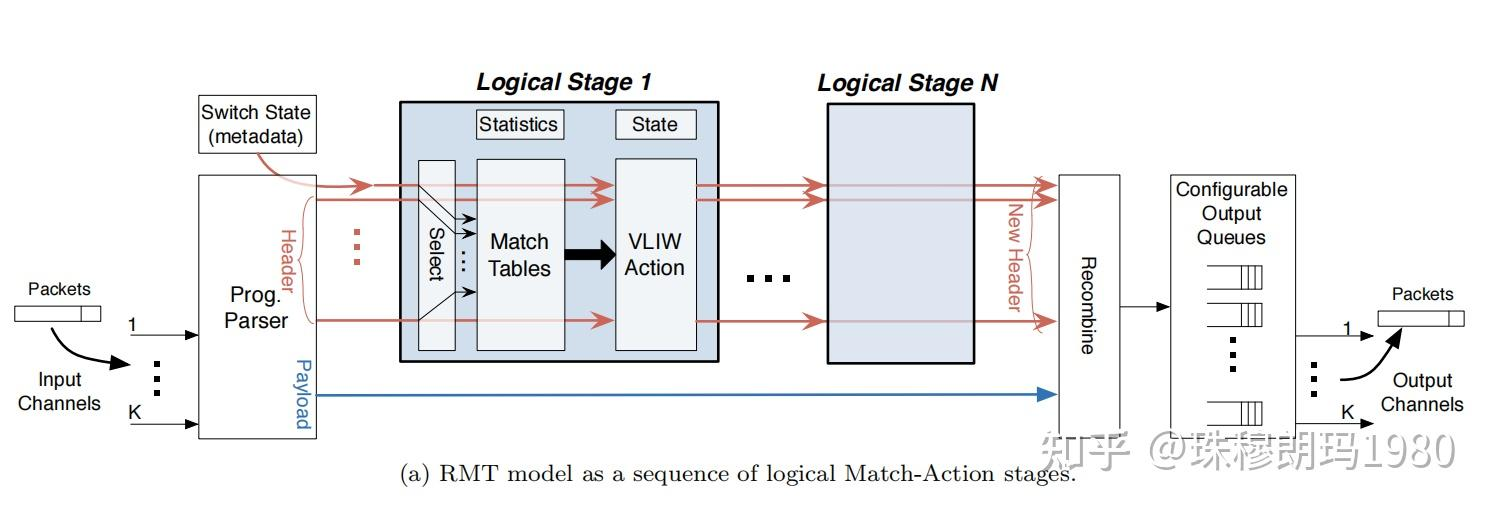 Logical Stage 1
Logical Stage N
Switch State
(metadata)
Statistics
State
Header
Select
Match
Tables
VLIW
Action
New Header
Configurable
Output
Queues
Packets
Prog.
Parser
Recombine
Packets
1
1
Input
Channels
K
Payload
Output
Channels
K
知乎 @珠穆朗玛1980
(a) RMT model as a sequence of logical Match-Action stages.